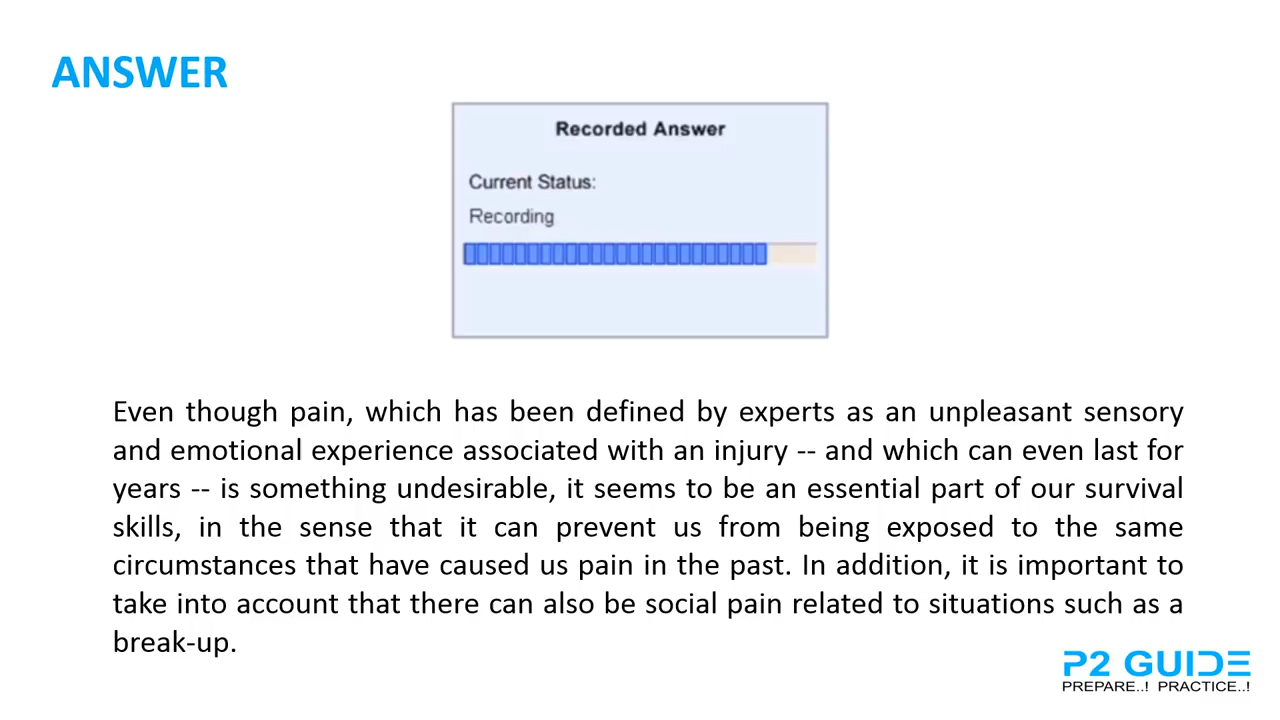 ANSWER
Recorded Answer
Current Status:
Recording
Even though pain, which has been defined by experts as an unpleasant sensory
and emotional experience associated with an injury -- and which can even last for
years -- is something undesirable, it seems to be an essential part of our survival
skills, in the sense that it can prevent us from being exposed to the same
circumstances that have caused us pain in the past. In addition, it is important to
take into account that there can also be social pain related to situations such as a
break-up.
P2 GUIDE
PREPARE..! PRACTICE..!